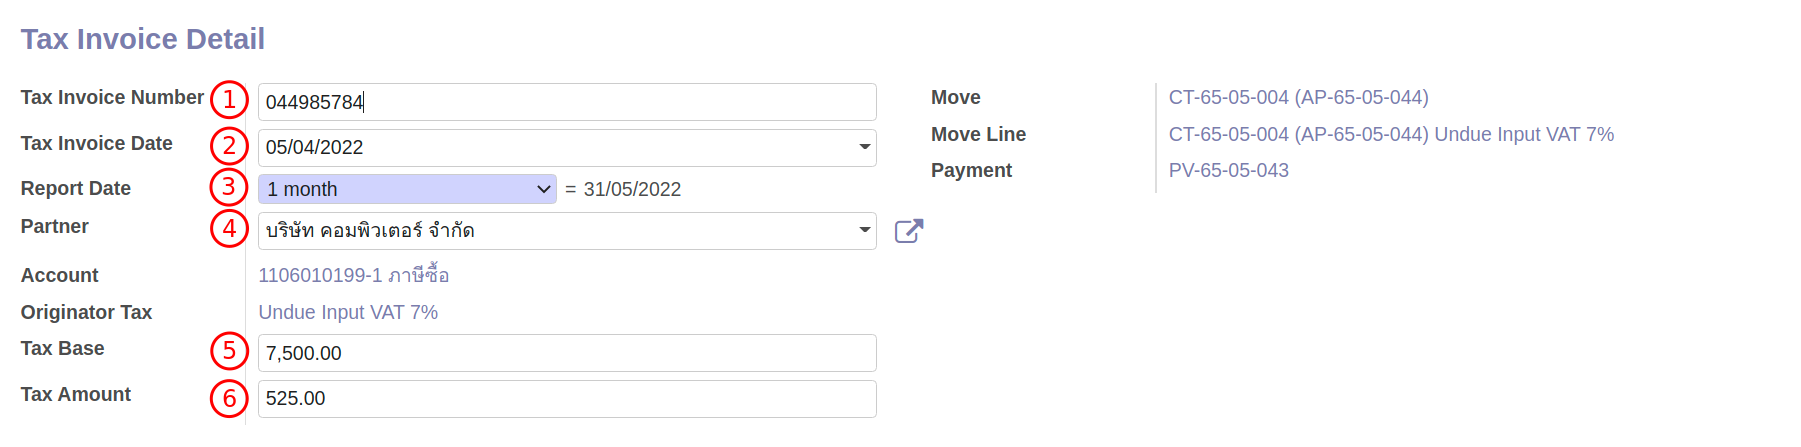 Tax Invoice Detail
Tax Invoice Number 1 044985784
Tax Invoice Date 2 05/04/2022
Report Date 3 1 month = 31/05/2022
Partner 4 บริษัท คอมพิวเตอร์ จำกัด
Account 1106010199-1 ภาษีซื้อ
Originator Tax Undue Input VAT 7%
Tax Base 5 7,500.00
Tax Amount 6 525.00
Move CT-65-05-004 (AP-65-05-044)
Move Line CT-65-05-004 (AP-65-05-044) Undue Input VAT 7%
Payment PV-65-05-043